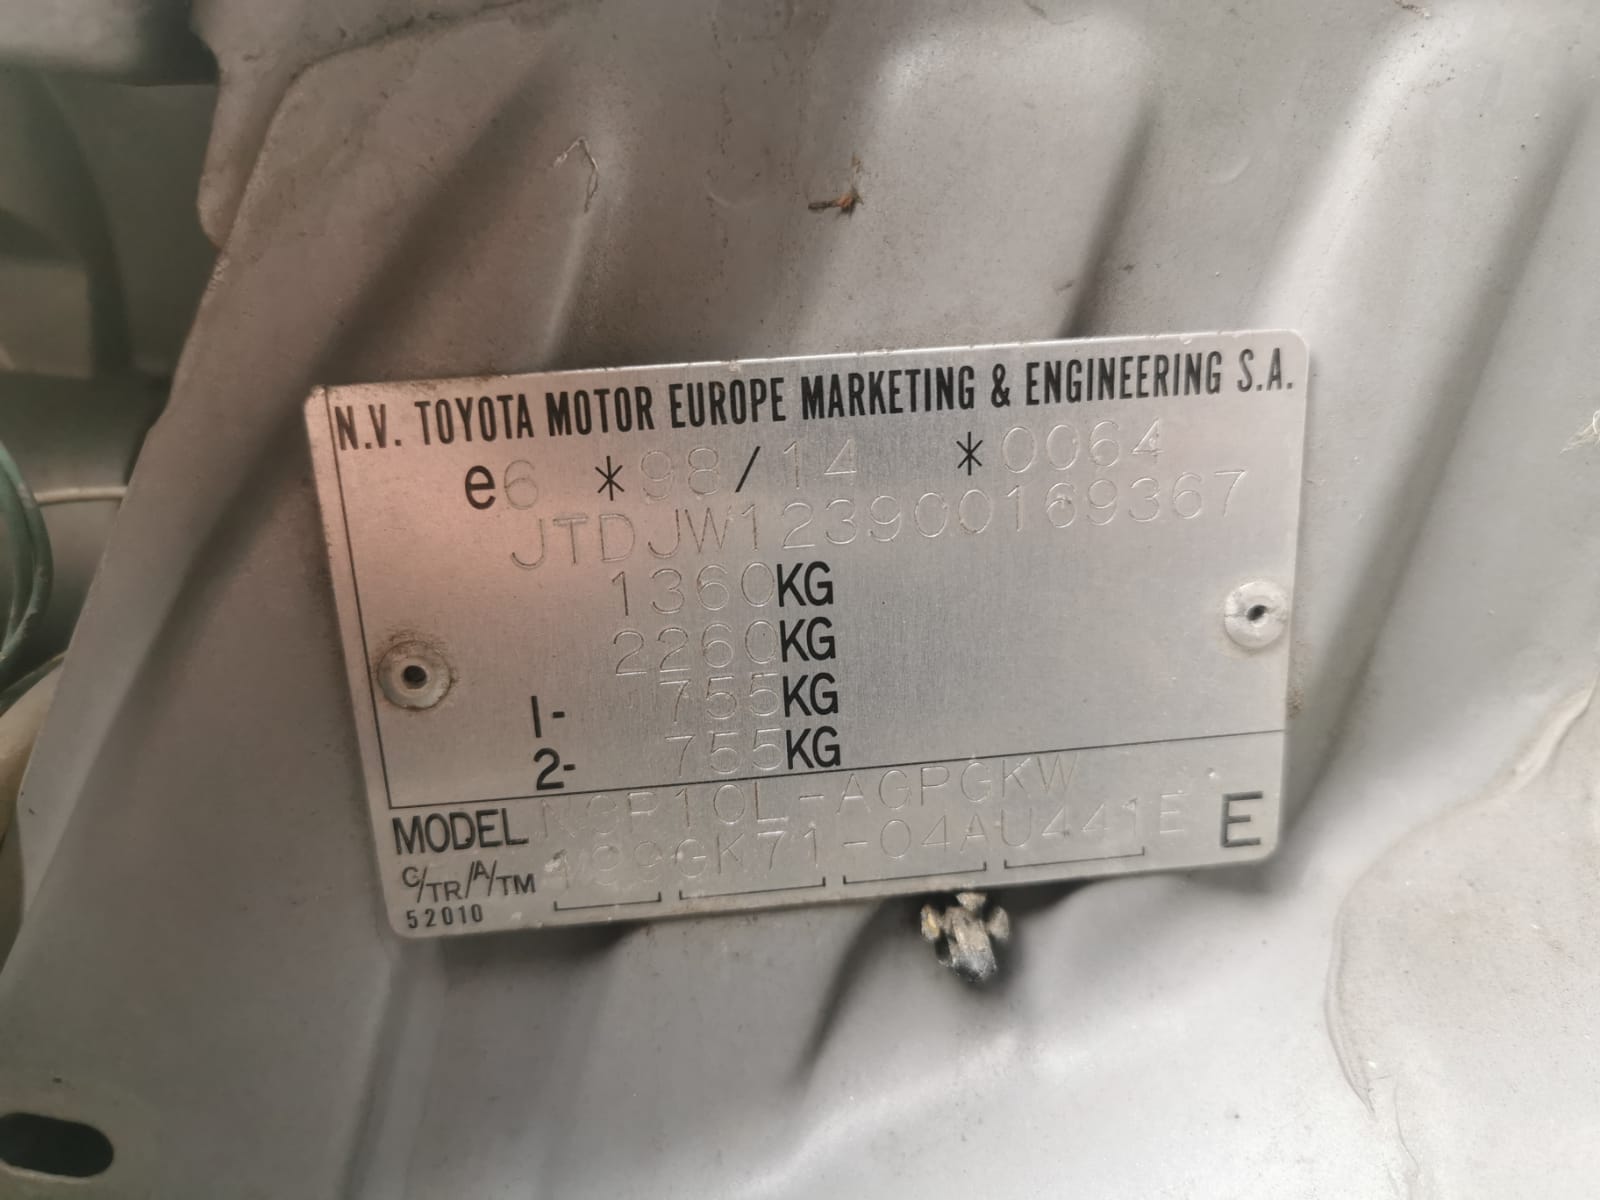 N.V. TOYOTA MOTOR EUROPE MARKETING & ENGINEERING S.A.
e6 *98/14 *0064
JTDJW123900169367
1360KG
2260KG
1- 755KG
2- 755KG
MODEL NCP10L-AGPGKW
C/TR/A/TM 199GK71-04AU441E E
52010